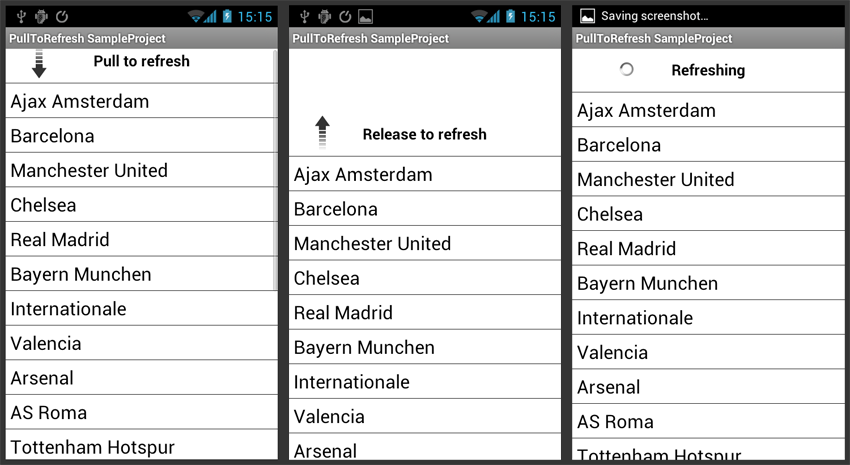 15:15
PullToRefresh SampleProject
Pull to refresh
Ajax Amsterdam
Barcelona
Manchester United
Chelsea
Real Madrid
Bayern Munchen
Internationale
Valencia
Arsenal
AS Roma
Tottenham Hotspur
15:15
PullToRefresh SampleProject
Release to refresh
Ajax Amsterdam
Barcelona
Manchester United
Chelsea
Real Madrid
Bayern Munchen
Internationale
Valencia
Arsenal
Saving screenshot...
PullToRefresh SampleProject
Refreshing
Ajax Amsterdam
Barcelona
Manchester United
Chelsea
Real Madrid
Bayern Munchen
Internationale
Valencia
Arsenal
AS Roma
Tottenham Hotspur